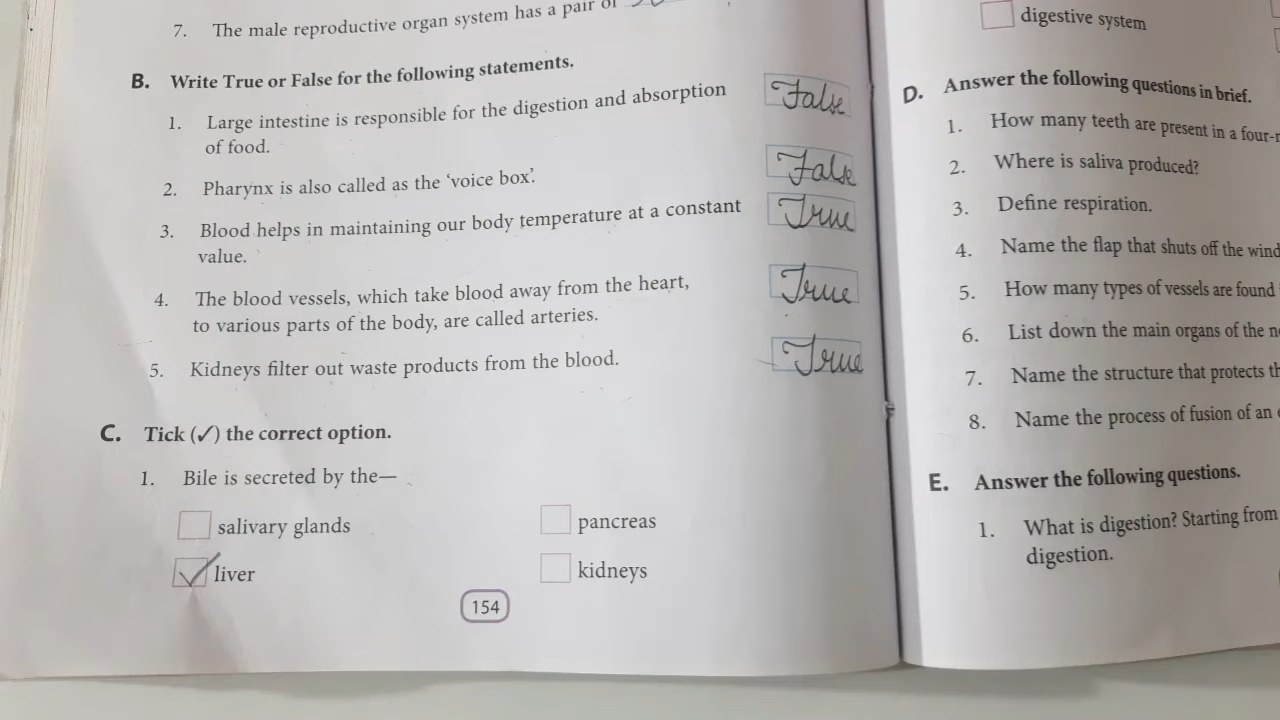 7. The male reproductive organ system has a pair of
B. Write True or False for the following statements.
1. Large intestine is responsible for the digestion and absorption False
of food.
2. Pharynx is also called as the ‘voice box’. False
3. Blood helps in maintaining our body temperature at a constant True
value.
4. The blood vessels, which take blood away from the heart, True
to various parts of the body, are called arteries.
5. Kidneys filter out waste products from the blood. True
C. Tick (✓) the correct option.
1. Bile is secreted by the—
salivary glands pancreas
✓ liver kidneys
154
digestive system
D. Answer the following questions in brief.
1. How many teeth are present in a four-
2. Where is saliva produced?
3. Define respiration.
4. Name the flap that shuts off the wind
5. How many types of vessels are found
6. List down the main organs of the
7. Name the structure that protects
8. Name the process of fusion of an
E. Answer the following questions.
1. What is digestion? Starting from
digestion.